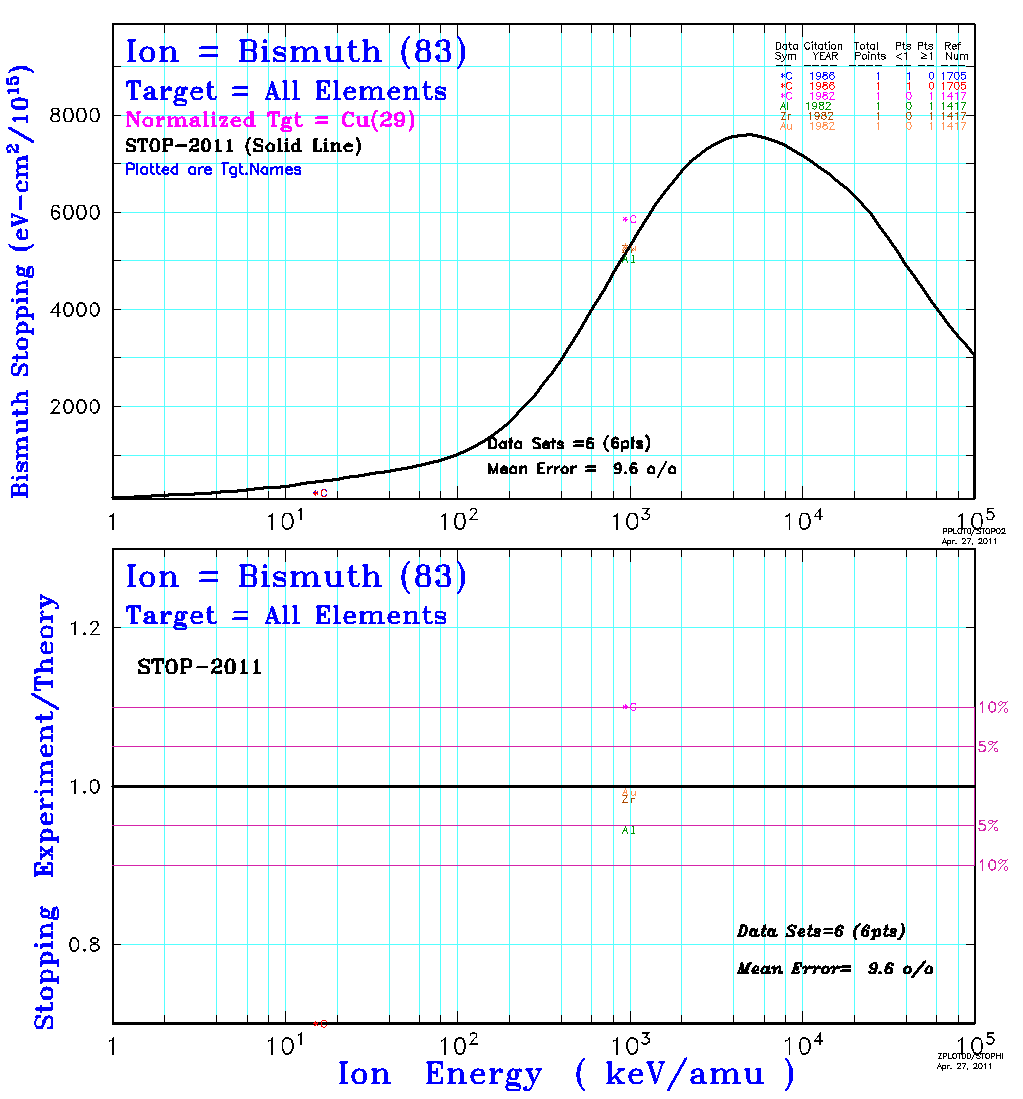 Ion = Bismuth (83)
Target = All Elements
Normalized Tgt = Cu(29)
STOP-2011 (Solid Line)
Plotted are Tgt.Names
Data Citation Total Pts Pts Ref
Sym YEAR Points <1 ≥1 Num
*C 1986 1 1 0 1705
*C 1986 1 1 0 1705
*C 1982 1 0 1 1417
Al 1982 1 0 1 1417
Zr 1982 1 0 1 1417
Au 1982 1 0 1 1417
Bismuth Stopping (eV-cm²/10¹⁵)
8000
6000
4000
2000
*C
Al
*C
Data Sets =6 (6pts)
Mean Error = 9.6 o/o
1 10¹ 10² 10³ 10⁴ 10⁵
PPLOT0/STOP02
Apr. 27, 2011
Ion = Bismuth (83)
Target = All Elements
STOP-2011
Stopping Experiment/Theory
1.2
1.0
0.8
10%
5%
5%
10%
*C
Zr
Al
*C
Data Sets=6 (6pts)
Mean Error= 9.6 o/o
1 10¹ 10² 10³ 10⁴ 10⁵
Ion Energy ( keV/amu )
ZPLOT0D/STOPHI
Apr. 27, 2011